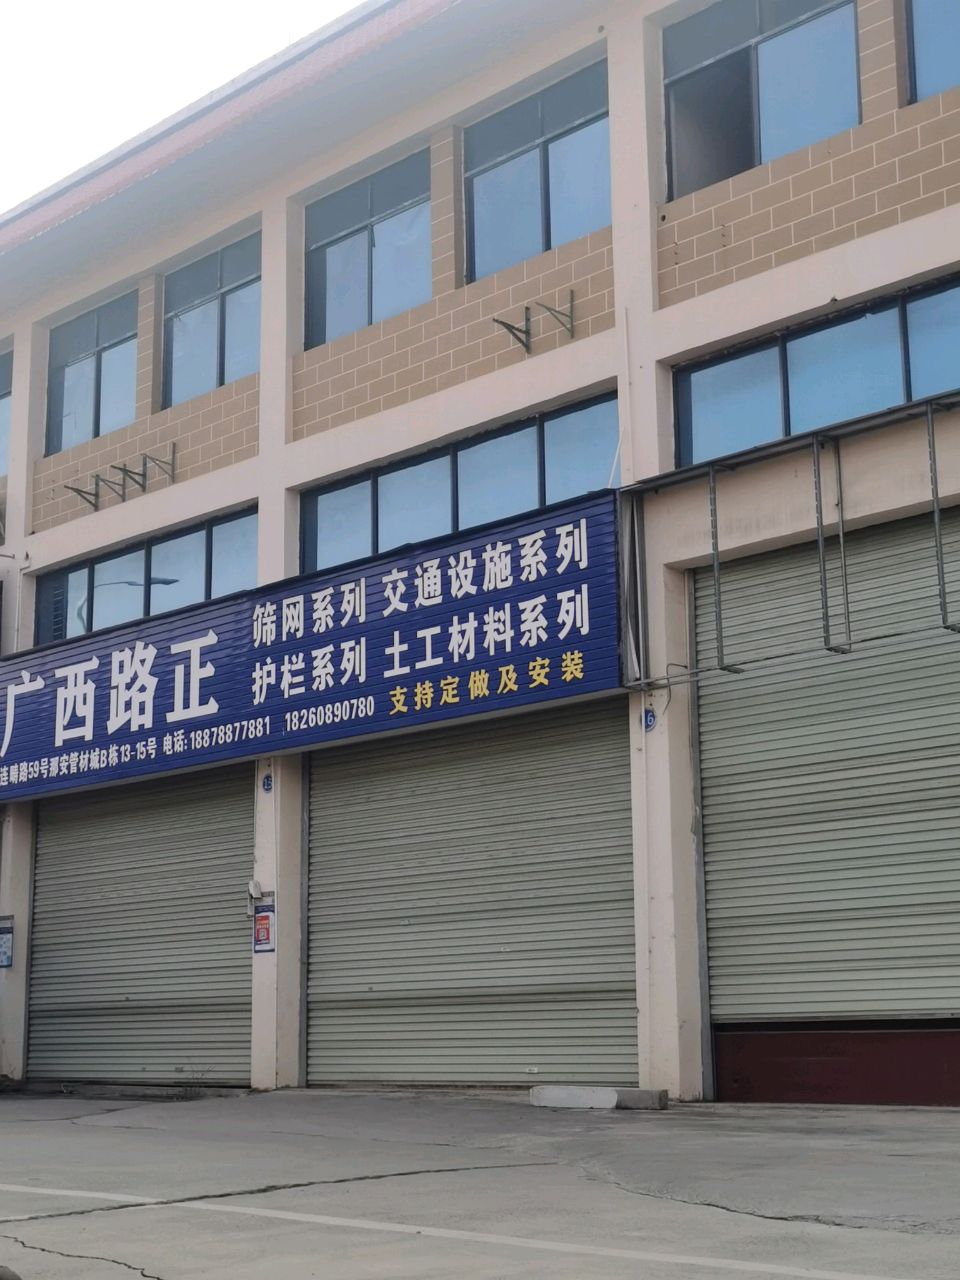 广西路正
筛网系列 交通设施系列
护栏系列 土工材料系列
连畴路59号那安管材城B栋13-15号 电话:18878877881 18260890780 支持定做及安装
15
16